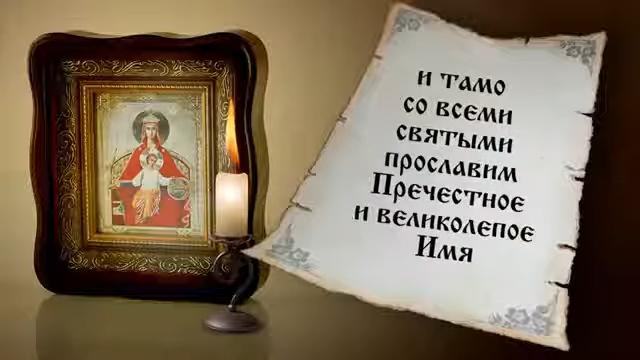 и тамо
со всеми
святыми
прославим
Пречестное
и великолепое
Имя